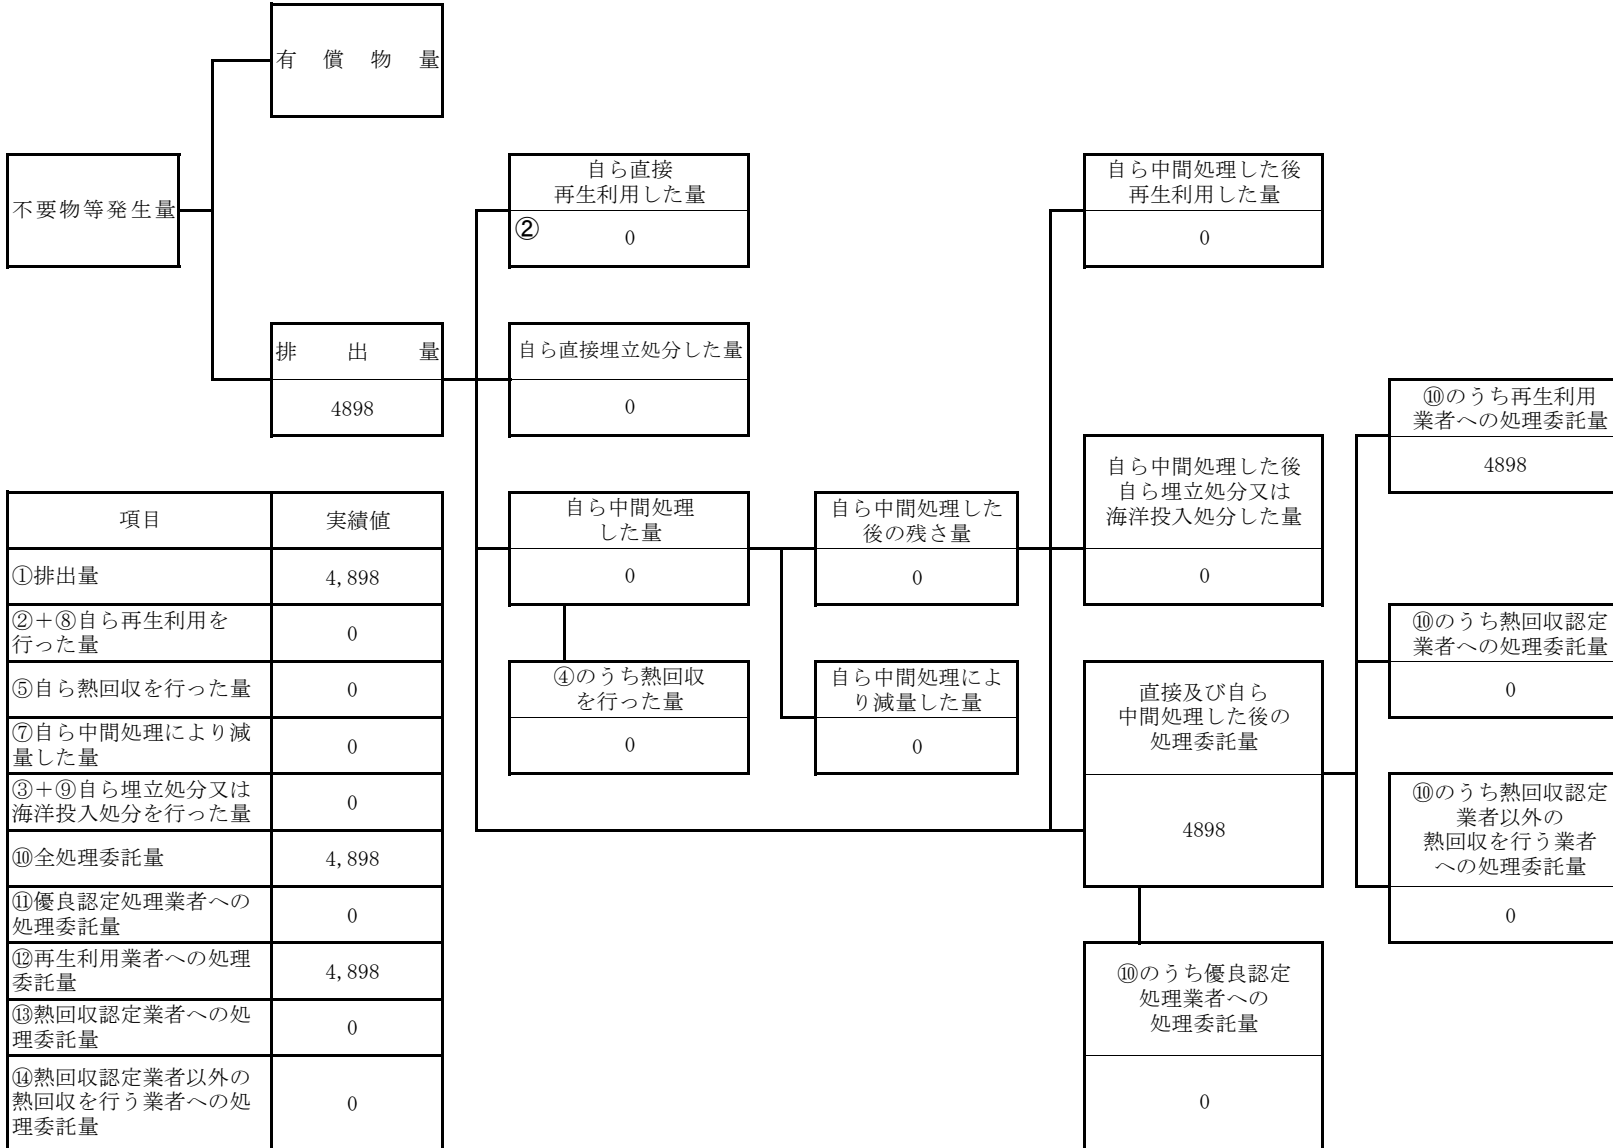 有償物量
不要物等発生量
自ら直接
再生利用した量
②
0
自ら中間処理した後
再生利用した量
0
排出量
4898
自ら直接埋立処分した量
0
⑩のうち再生利用
業者への処理委託量
4898
自ら中間処理した後
自ら埋立処分又は
海洋投入処分した量
0
自ら中間処理
した量
0
自ら中間処理した
後の残さ量
0
④のうち熱回収
を行った量
0
自ら中間処理によ
り減量した量
0
直接及び自ら
中間処理した後の
処理委託量
4898
⑩のうち熱回収認定
業者への処理委託量
0
⑩のうち熱回収認定
業者以外の
熱回収を行う業者
への処理委託量
0
⑩のうち優良認定
処理業者への
処理委託量
0
項目 実績値
①排出量 4,898
②+⑧自ら再生利用を
行った量 0
⑤自ら熱回収を行った量 0
⑦自ら中間処理により減
量した量 0
③+⑨自ら埋立処分又は
海洋投入処分を行った量 0
⑩全処理委託量 4,898
⑪優良認定処理業者への
処理委託量 0
⑫再生利用業者への処理
委託量 4,898
⑬熱回収認定業者への処
理委託量 0
⑭熱回収認定業者以外の
熱回収を行う業者への処
理委託量 0